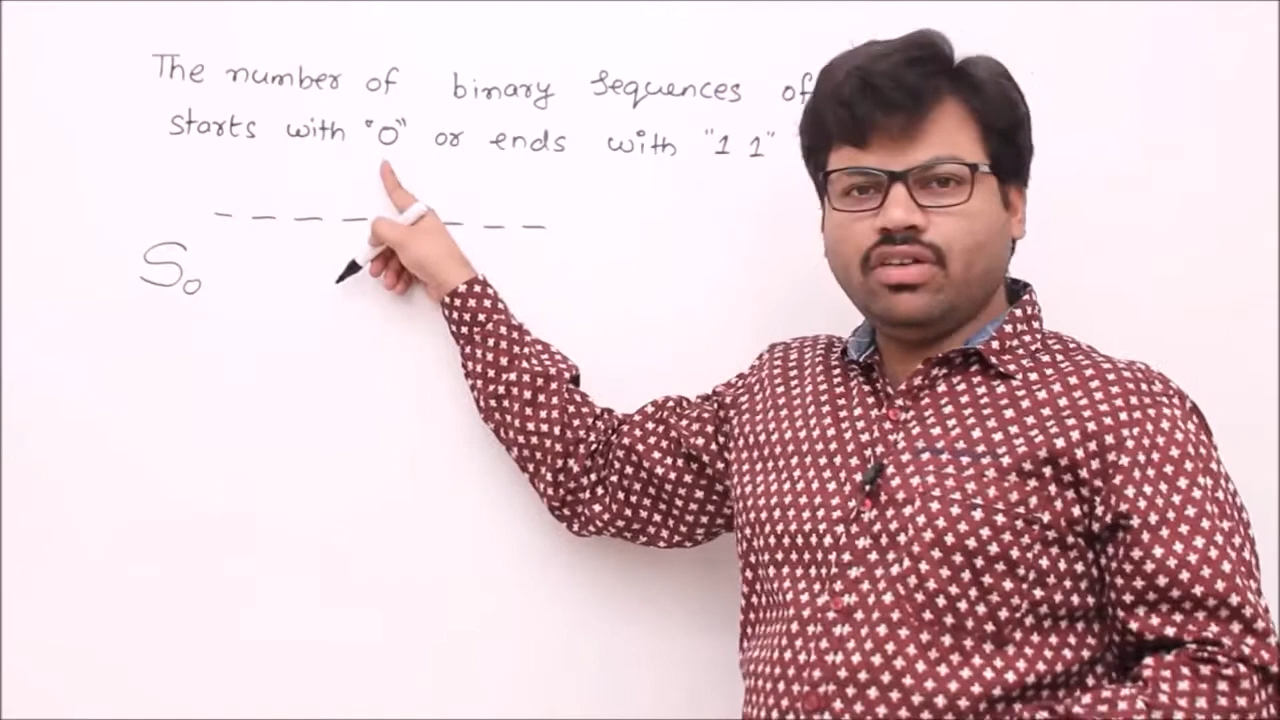 The number of binary sequences of
starts with "0" or ends with "1 1"
S0